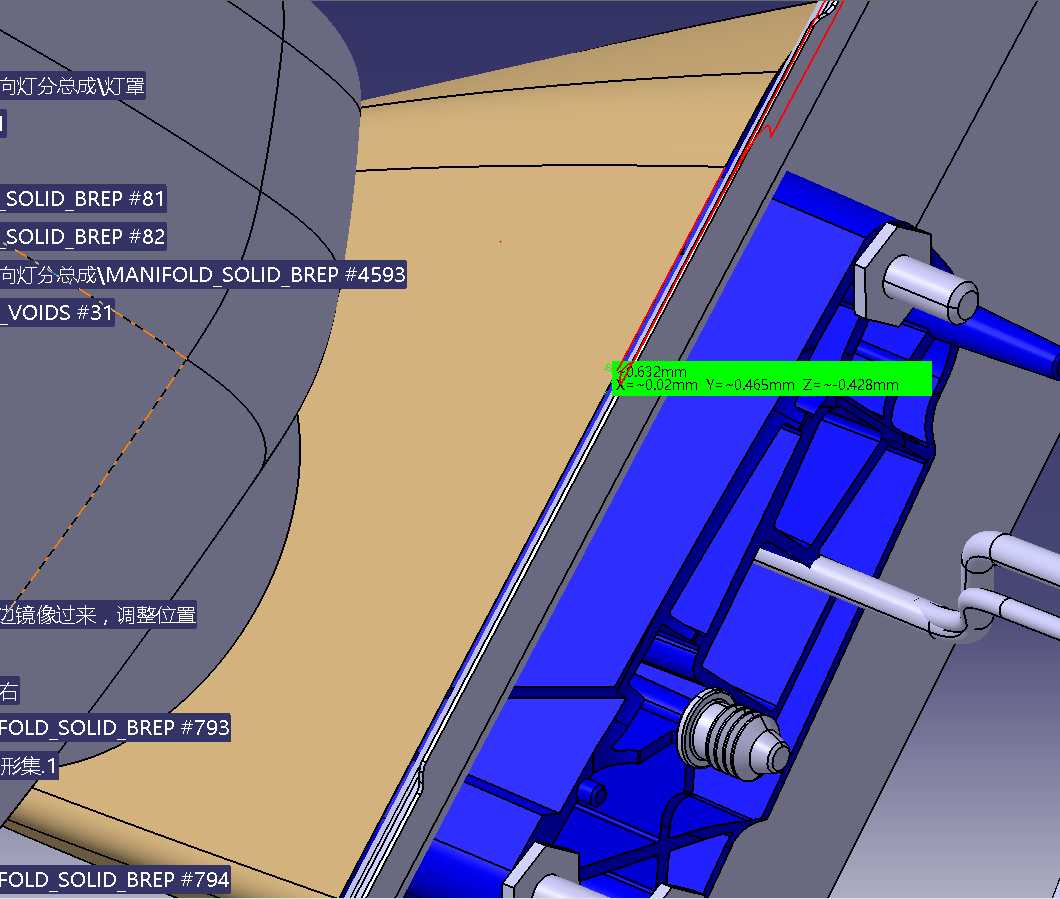 向灯分总成\灯罩
_SOLID_BREP #81
_SOLID_BREP #82
向灯分总成\MANIFOLD_SOLID_BREP #4593
_VOIDS #31
~0.632mm
X=~0.02mm Y=~0.465mm Z=~-0.428mm
边镜像过来，调整位置
右
FOLD_SOLID_BREP #793
形集.1
FOLD_SOLID_BREP #794